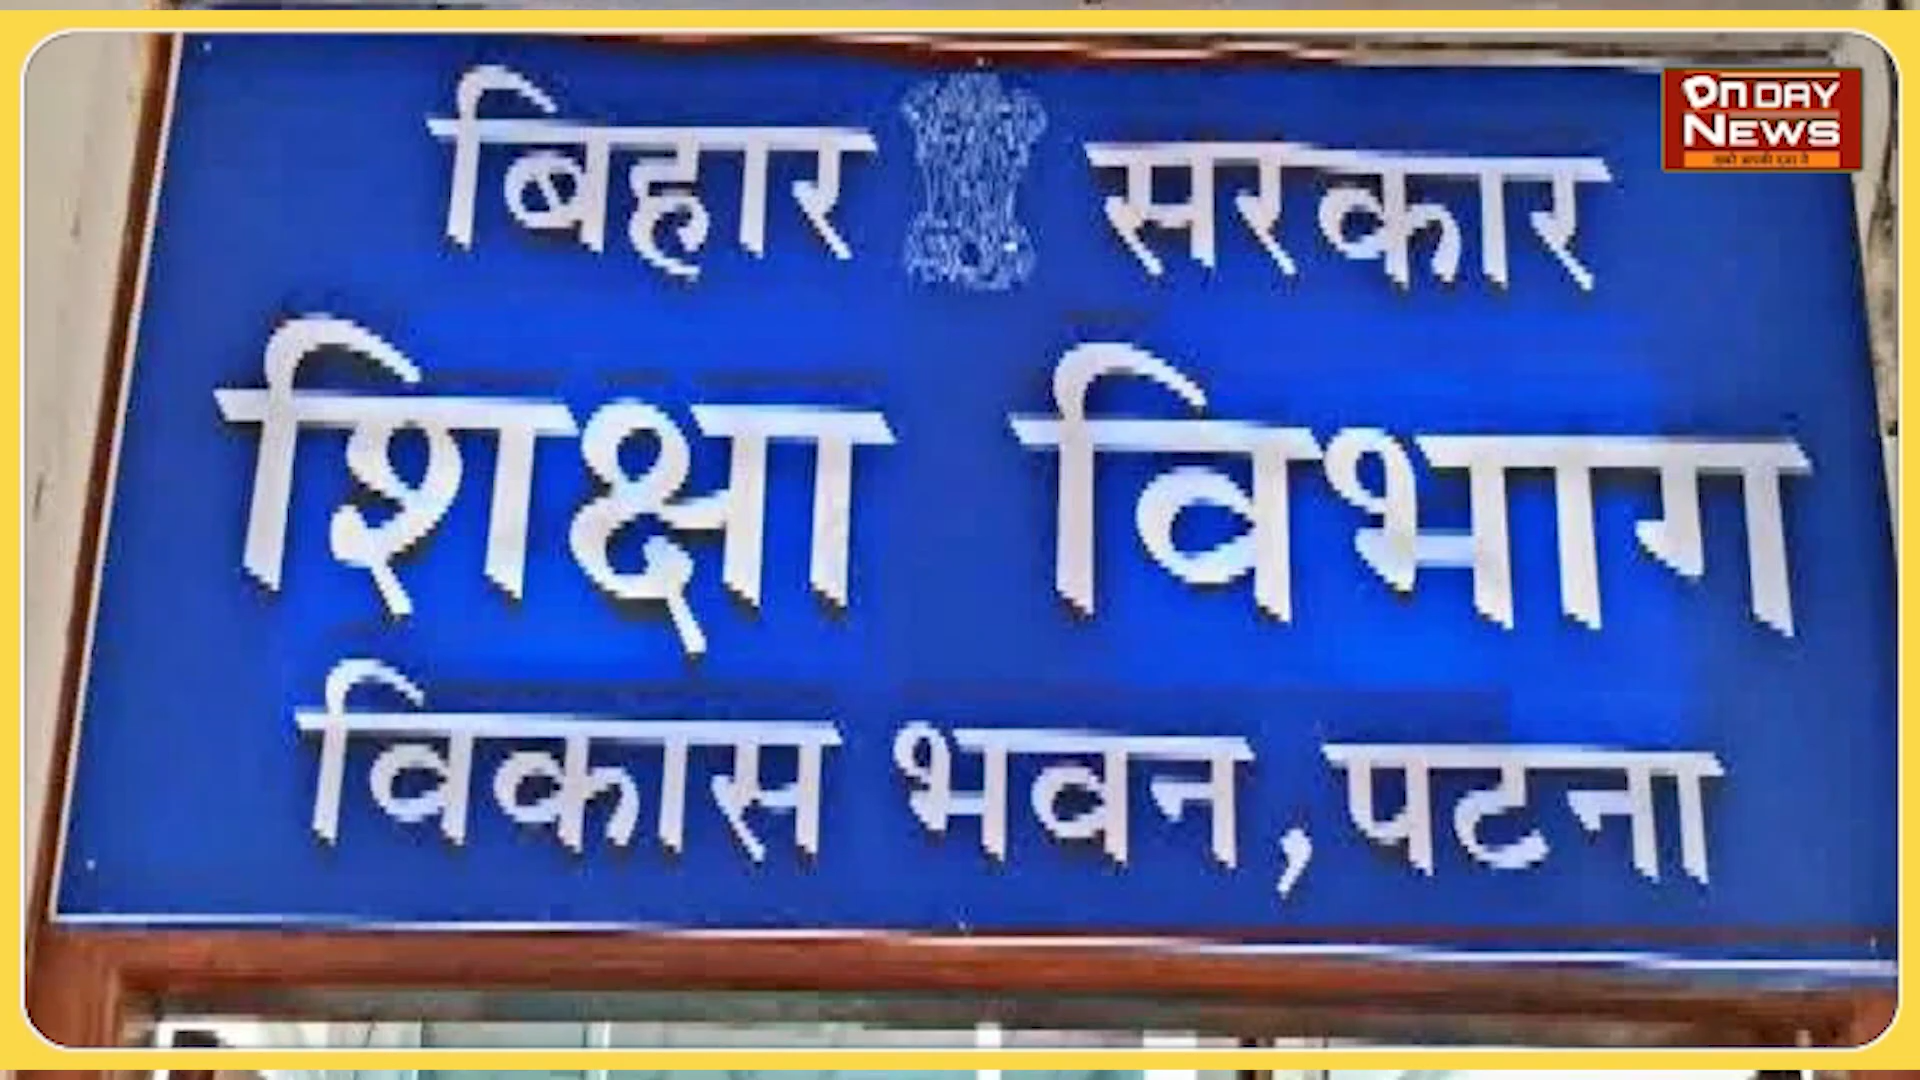 बिहार सरकार
On DAY
NEWS
शिक्षा विभाग
विकास भवन, पटना